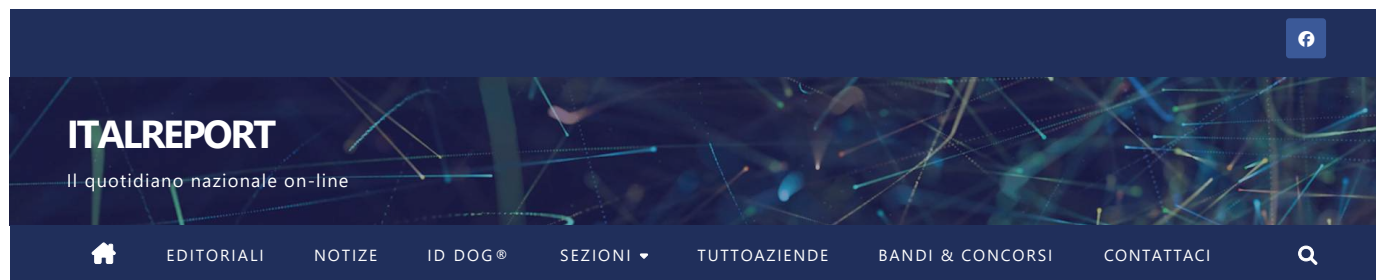 ITALREPORT
Il quotidiano nazionale on-line
EDITORIALI NOTIZE ID DOG® SEZIONI TUTTOAZIENDE BANDI & CONCORSI CONTATTACI